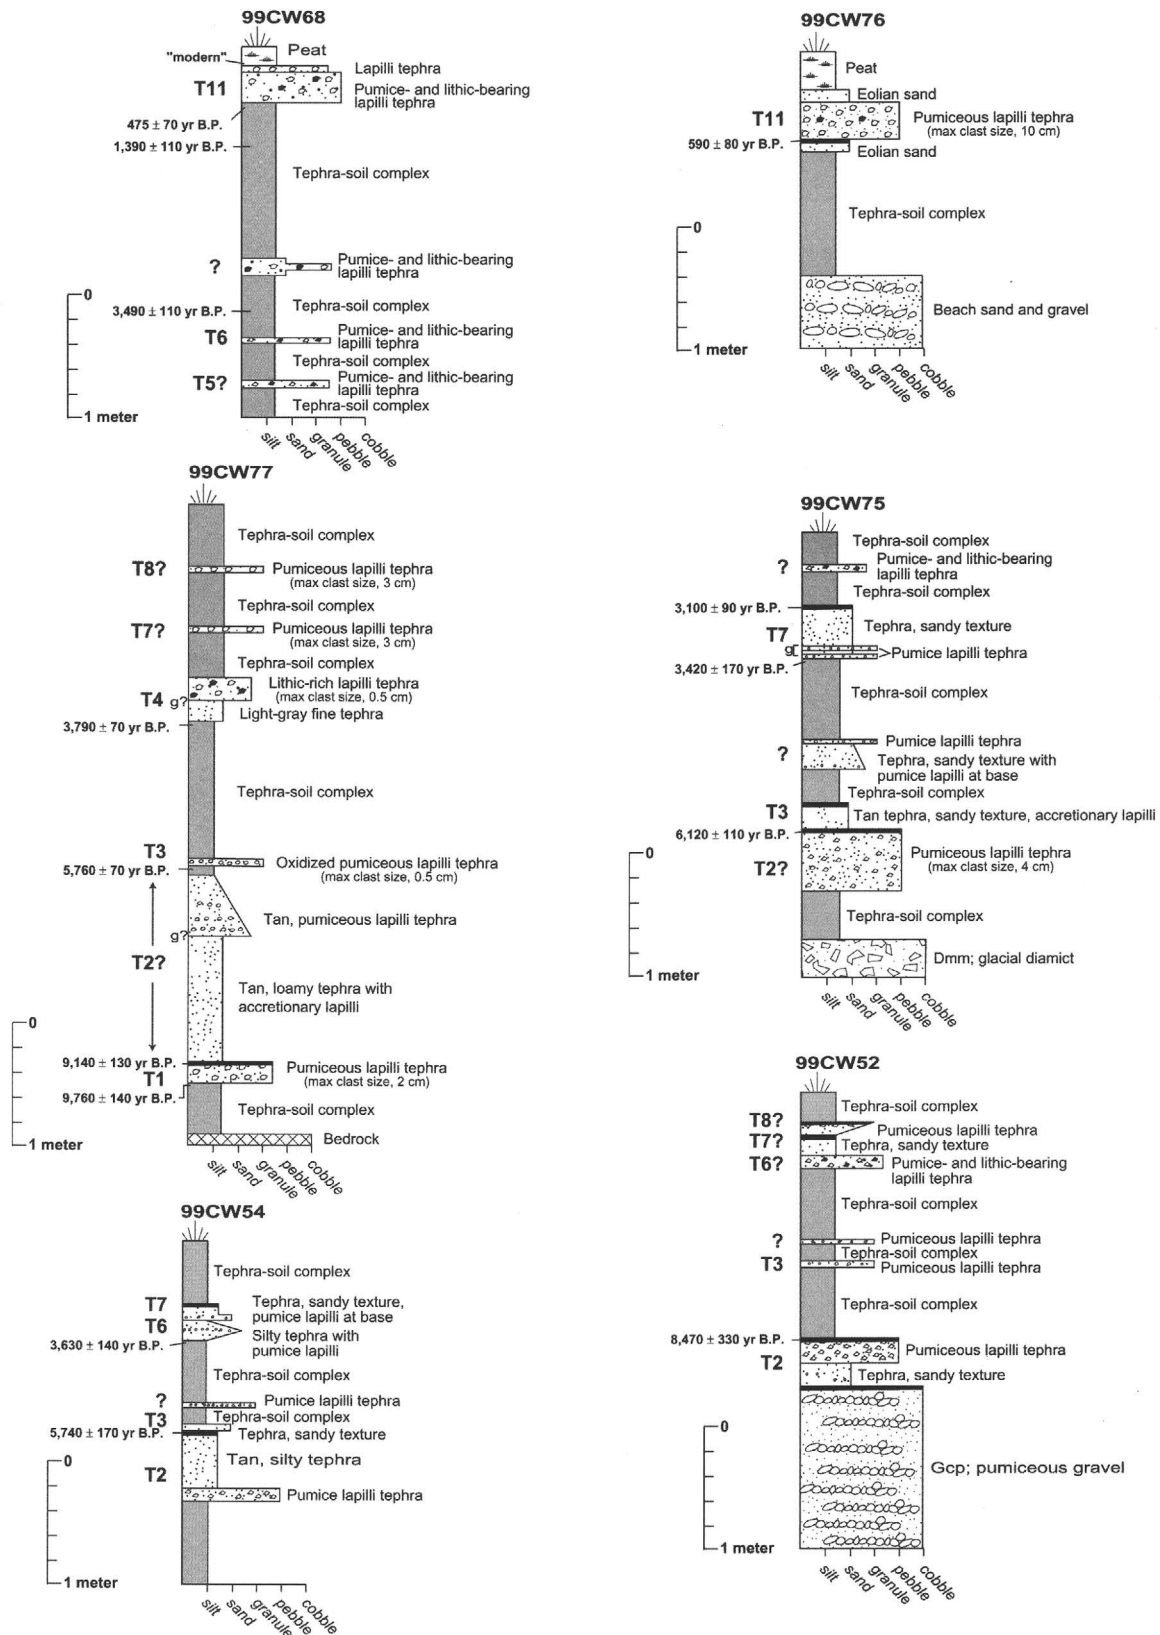 99CW68
"modern"
Peat
Lapilli tephra
T11
Pumice- and lithic-bearing
lapilli tephra
475 ± 70 yr B.P.
1,390 ± 110 yr B.P.
Tephra-soil complex
?
Pumice- and lithic-bearing
lapilli tephra
0
3,490 ± 110 yr B.P.
Tephra-soil complex
T6
Pumice- and lithic-bearing
lapilli tephra
Tephra-soil complex
T5?
Pumice- and lithic-bearing
lapilli tephra
Tephra-soil complex
1 meter
silt
sand
granule
pebble
cobble
99CW76
Peat
Eolian sand
T11
Pumiceous lapilli tephra
(max clast size, 10 cm)
590 ± 80 yr B.P.
Eolian sand
Tephra-soil complex
0
Beach sand and gravel
1 meter
silt
sand
granule
pebble
cobble
99CW77
Tephra-soil complex
T8?
Pumiceous lapilli tephra
(max clast size, 3 cm)
Tephra-soil complex
T7?
Pumiceous lapilli tephra
(max clast size, 3 cm)
Tephra-soil complex
Lithic-rich lapilli tephra
(max clast size, 0.5 cm)
T4
g?
Light-gray fine tephra
3,790 ± 70 yr B.P.
Tephra-soil complex
T3
Oxidized pumiceous lapilli tephra
(max clast size, 0.5 cm)
5,760 ± 70 yr B.P.
Tan, pumiceous lapilli tephra
g?
T2?
Tan, loamy tephra with
accretionary lapilli
0
9,140 ± 130 yr B.P.
T1
Pumiceous lapilli tephra
(max clast size, 2 cm)
9,760 ± 140 yr B.P.
Tephra-soil complex
Bedrock
1 meter
silt
sand
granule
pebble
cobble
99CW75
Tephra-soil complex
?
Pumice- and lithic-bearing
lapilli tephra
Tephra-soil complex
3,100 ± 90 yr B.P.
T7
Tephra, sandy texture
g
Pumice lapilli tephra
3,420 ± 170 yr B.P.
Tephra-soil complex
?
Pumice lapilli tephra
Tephra, sandy texture with
pumice lapilli at base
Tephra-soil complex
T3
Tan tephra, sandy texture, accretionary lapilli
6,120 ± 110 yr B.P.
0
T2?
Pumiceous lapilli tephra
(max clast size, 4 cm)
Tephra-soil complex
Dmm; glacial diamict
1 meter
silt
sand
granule
pebble
cobble
99CW54
Tephra-soil complex
T7
Tephra, sandy texture,
pumice lapilli at base
T6
Silty tephra with
pumice lapilli
3,630 ± 140 yr B.P.
Tephra-soil complex
?
Pumice lapilli tephra
T3
Tephra-soil complex
5,740 ± 170 yr B.P.
Tephra, sandy texture
0
T2
Tan, silty tephra
Pumice lapilli tephra
1 meter
silt
sand
granule
pebble
cobble
99CW52
Tephra-soil complex
T8?
Pumiceous lapilli tephra
T7?
Tephra, sandy texture
T6?
Pumice- and lithic-bearing
lapilli tephra
Tephra-soil complex
?
Pumiceous lapilli tephra
Tephra-soil complex
T3
Pumiceous lapilli tephra
Tephra-soil complex
8,470 ± 330 yr B.P.
T2
Pumiceous lapilli tephra
Tephra, sandy texture
0
Gcp; pumiceous gravel
1 meter
silt
sand
granule
pebble
cobble